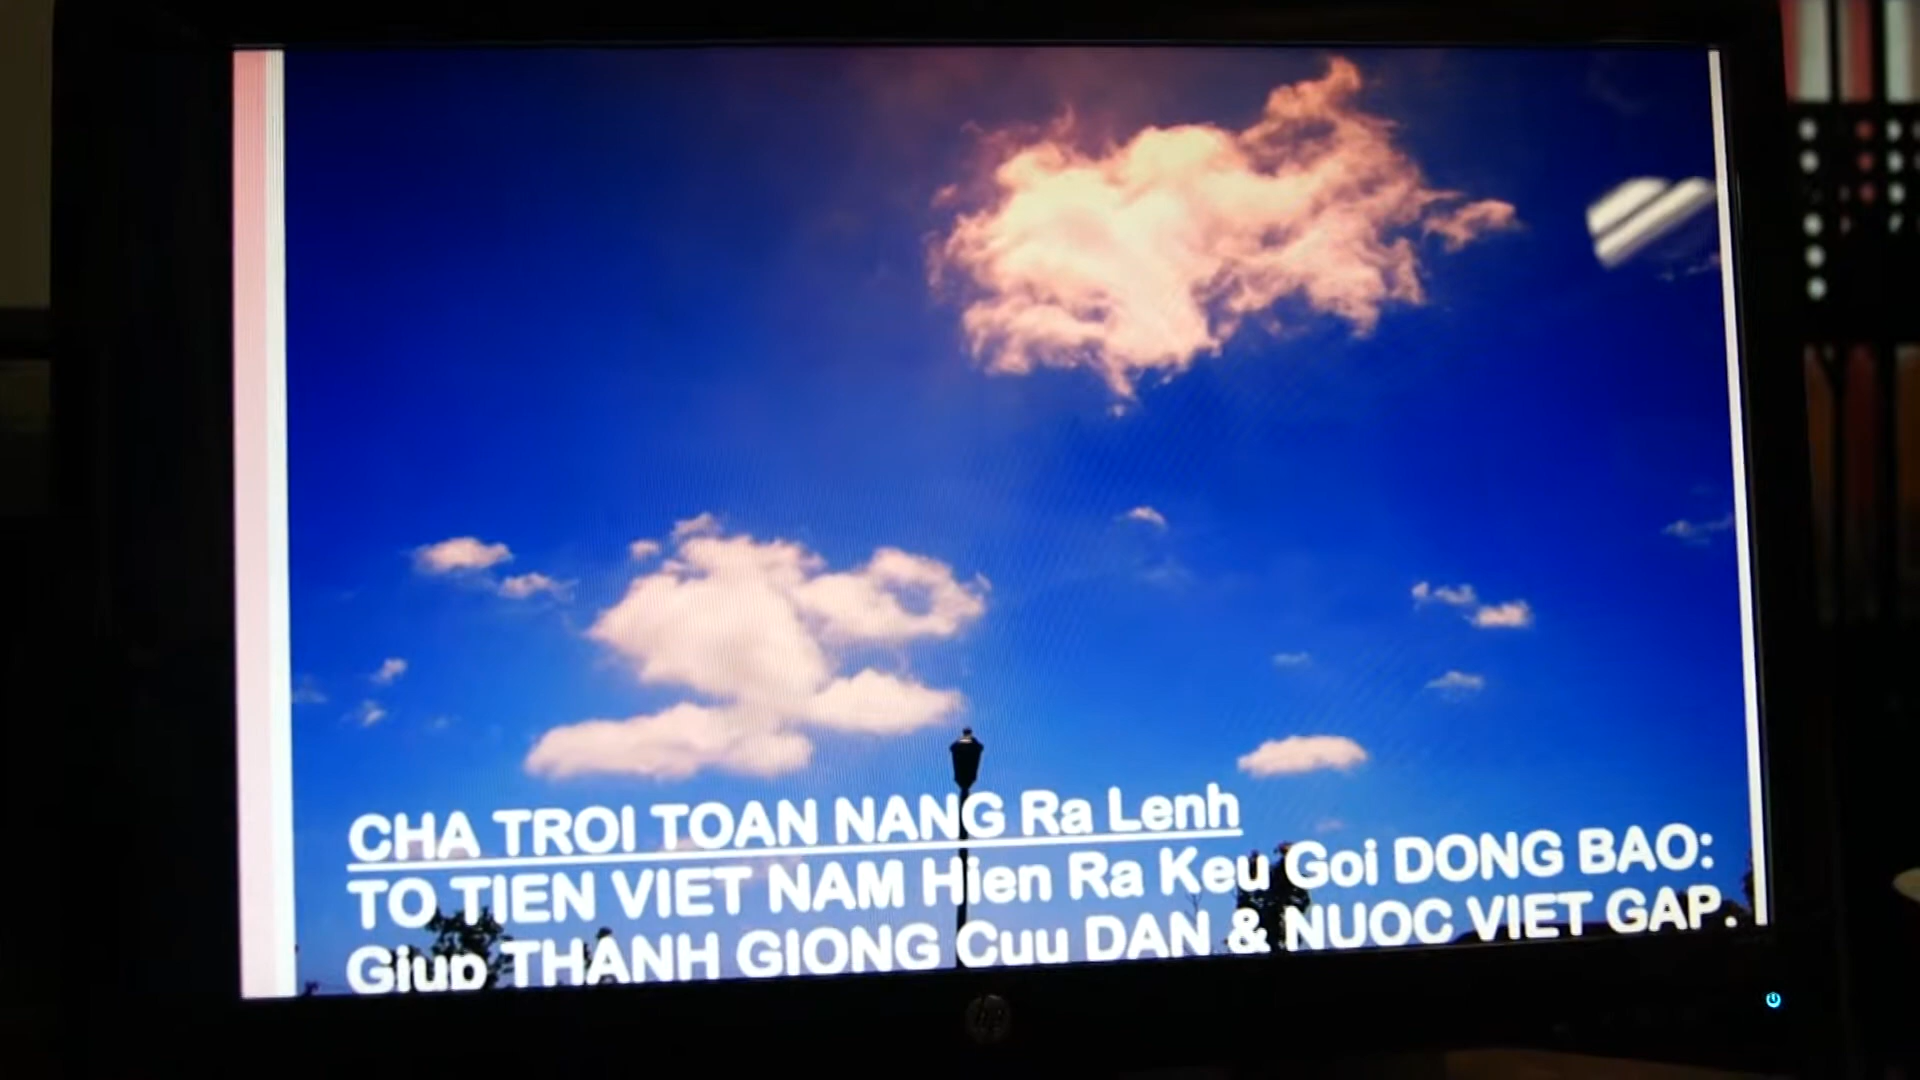 CHA TROI TOAN NANG Ra Lenh
TO TIEN VIET NAM Hien Ra Keu Goi DONG BAO:
Giup THANH GIONG Cuu DAN & NUOC VIET GAP.
hp